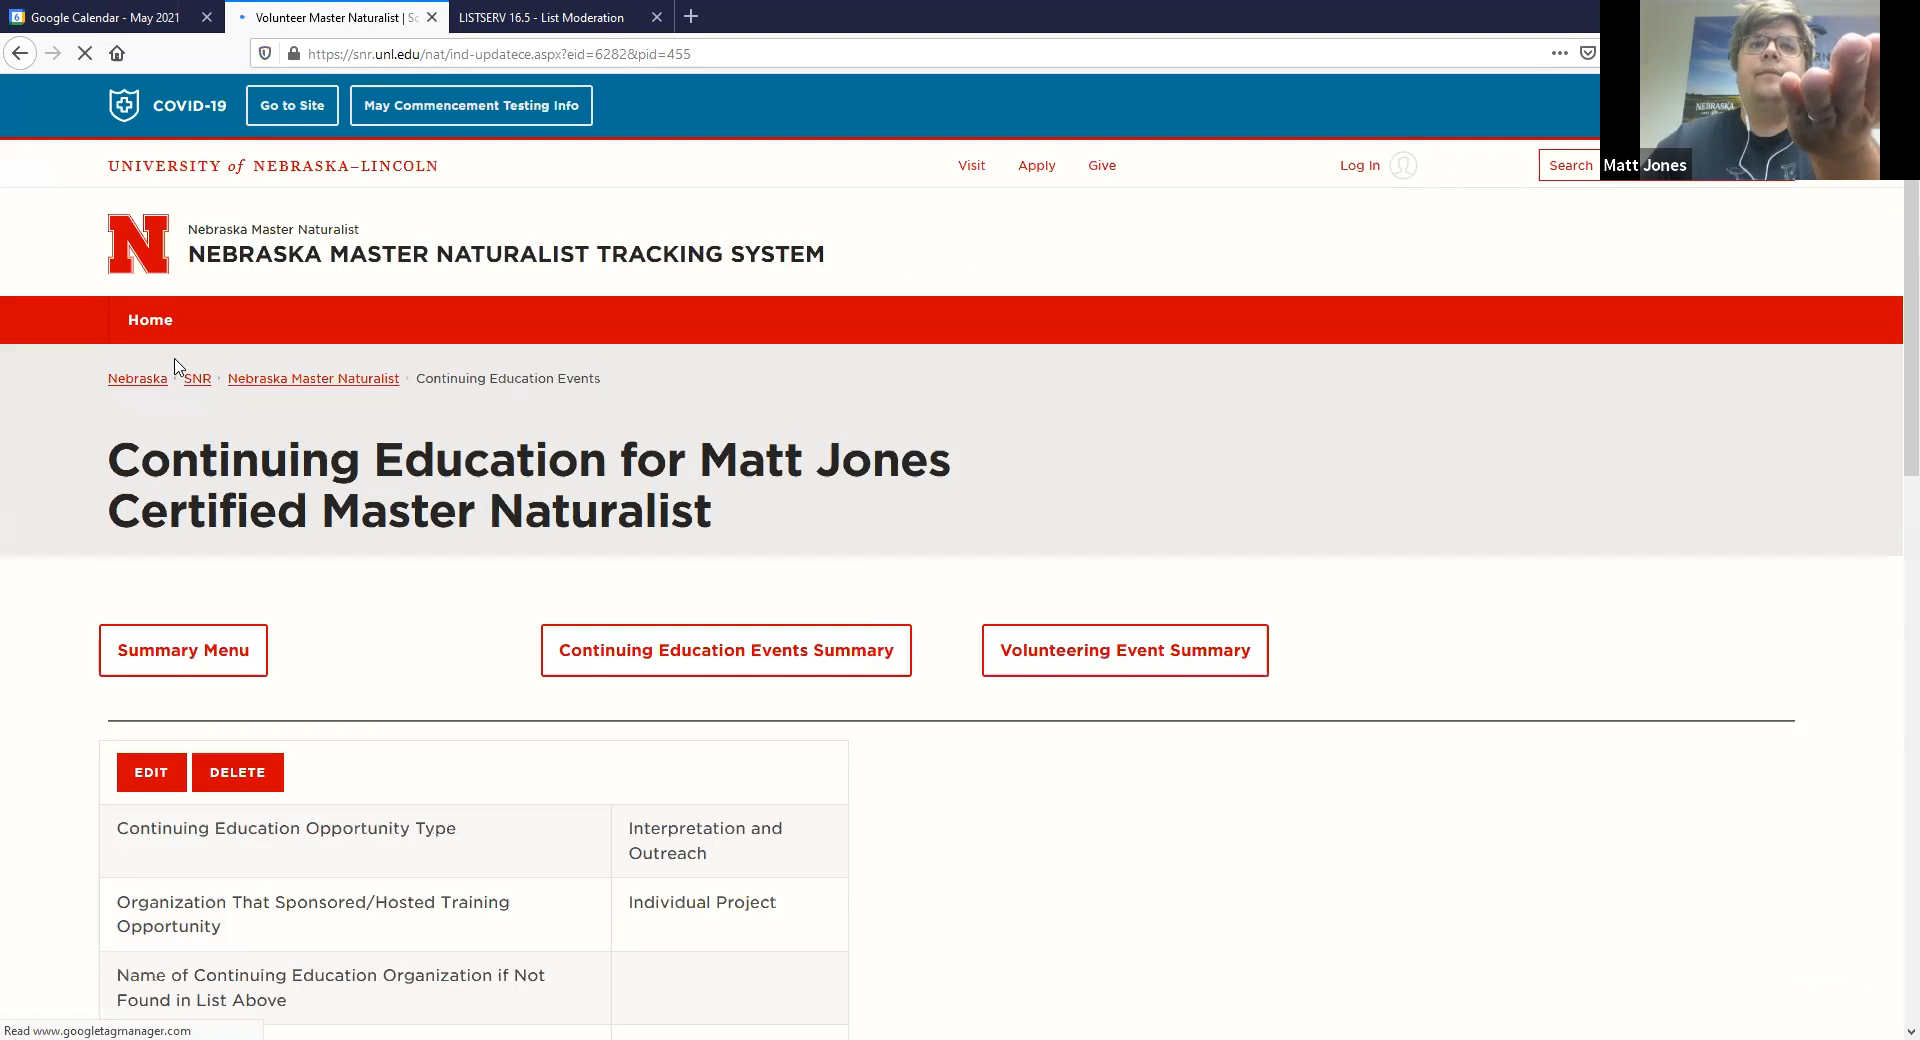 Google Calendar - May 2021
Volunteer Master Naturalist | Sc
LISTSERV 16.5 - List Moderation
https://snr.unl.edu/nat/ind-updatece.aspx?eid=6282&pid=455
COVID-19
Go to Site
May Commencement Testing Info
NEBRASKA
Matt Jones
UNIVERSITY of NEBRASKA–LINCOLN
Visit
Apply
Give
Log In
Search
N
Nebraska Master Naturalist
NEBRASKA MASTER NATURALIST TRACKING SYSTEM
Home
Nebraska
SNR
Nebraska Master Naturalist
Continuing Education Events
Continuing Education for Matt Jones
Certified Master Naturalist
Summary Menu
Continuing Education Events Summary
Volunteering Event Summary
EDIT
DELETE
Continuing Education Opportunity Type
Interpretation and
Outreach
Organization That Sponsored/Hosted Training
Opportunity
Individual Project
Name of Continuing Education Organization if Not
Found in List Above
Read www.googletagmanager.com